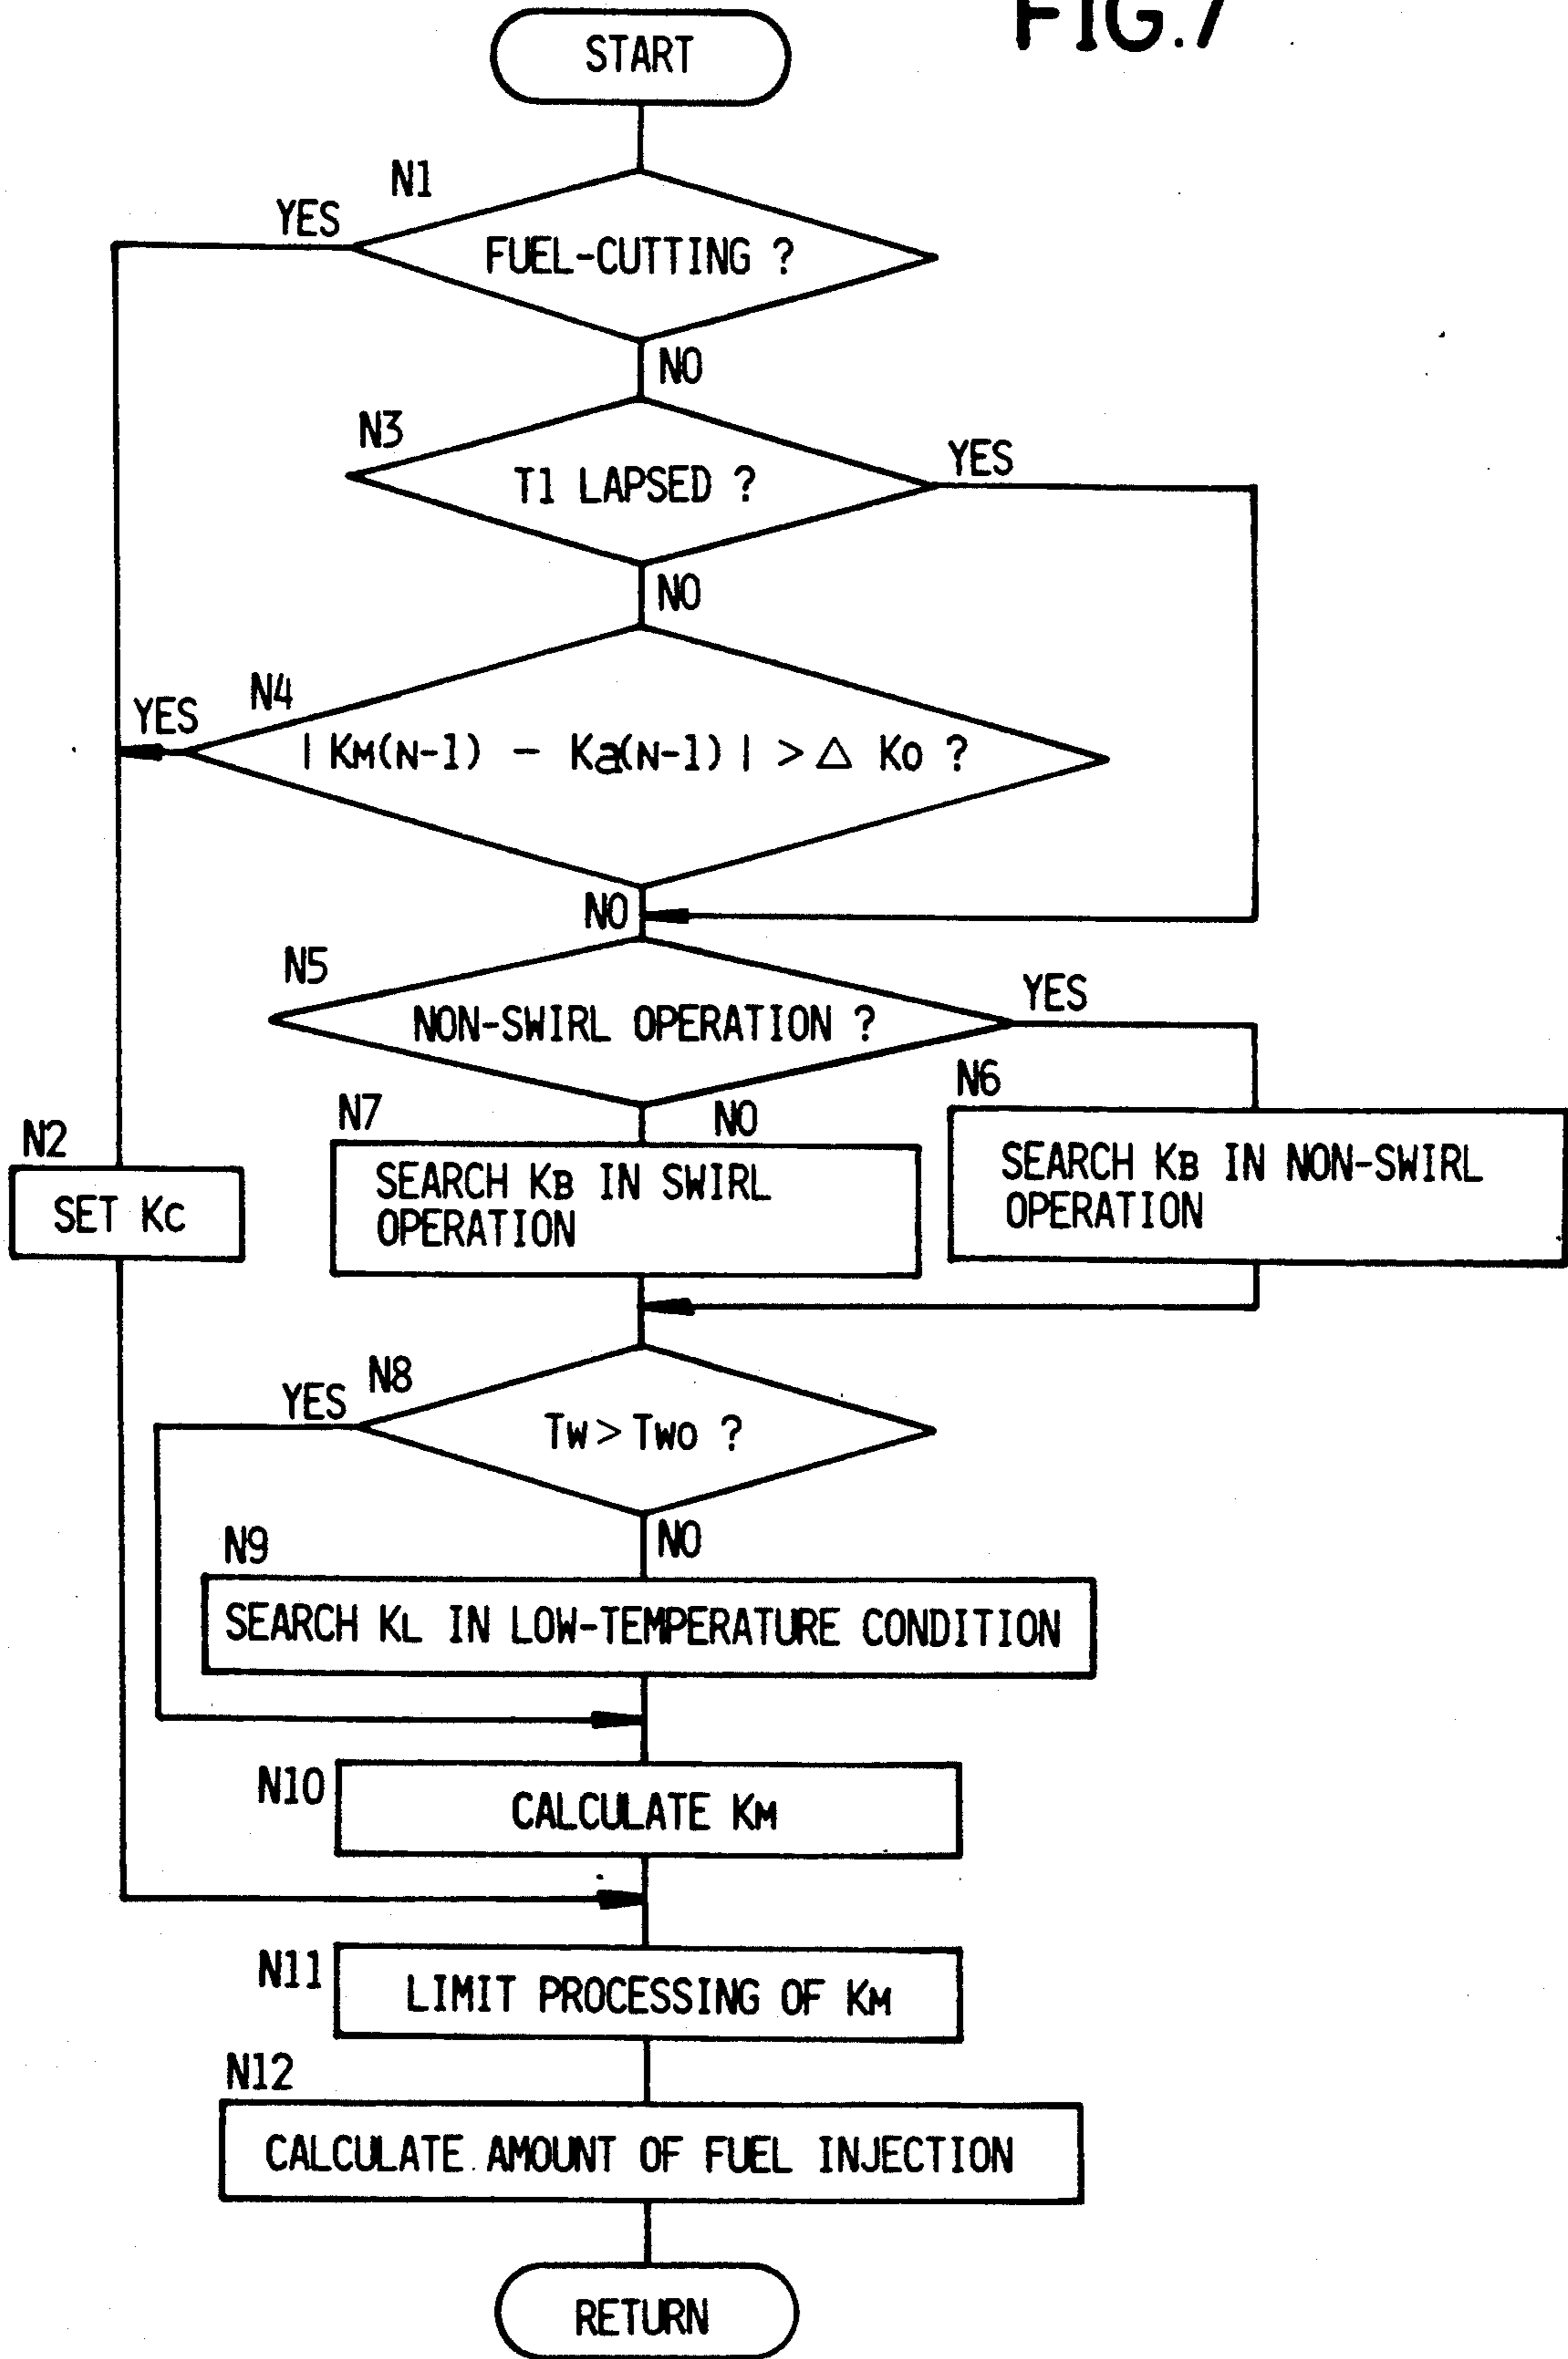 FIG.7
START
N1
YES
FUEL-CUTTING ?
NO
N3
T1 LAPSED ?
YES
NO
N4
YES
| KM(N-1) - Ka(N-1) | > △ KO ?
NO
N5
NON-SWIRL OPERATION ?
YES
N6
SEARCH KB IN NON-SWIRL
OPERATION
NO
N7
SEARCH KB IN SWIRL
OPERATION
N2
SET KC
N8
YES
TW > TWO ?
NO
N9
SEARCH KL IN LOW-TEMPERATURE CONDITION
N10
CALCULATE KM
N11
LIMIT PROCESSING OF KM
N12
CALCULATE AMOUNT OF FUEL INJECTION
RETURN